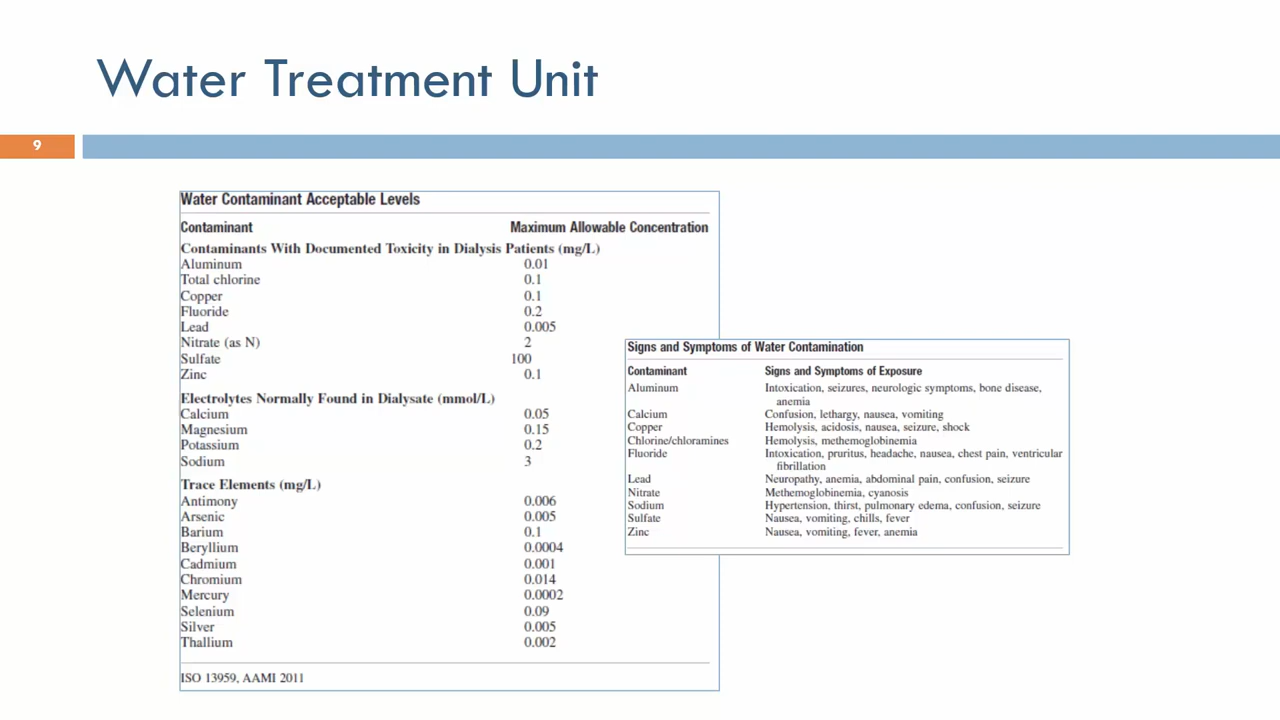 Water Treatment Unit
9
Water Contaminant Acceptable Levels
Contaminant Maximum Allowable Concentration
Contaminants With Documented Toxicity in Dialysis Patients (mg/L)
Aluminum 0.01
Total chlorine 0.1
Copper 0.1
Fluoride 0.2
Lead 0.005
Nitrate (as N) 2
Sulfate 100
Zinc 0.1
Electrolytes Normally Found in Dialysate (mmol/L)
Calcium 0.05
Magnesium 0.15
Potassium 0.2
Sodium 3
Trace Elements (mg/L)
Antimony 0.006
Arsenic 0.005
Barium 0.1
Beryllium 0.0004
Cadmium 0.001
Chromium 0.014
Mercury 0.0002
Selenium 0.09
Silver 0.005
Thallium 0.002
ISO 13959, AAMI 2011
Signs and Symptoms of Water Contamination
Contaminant Signs and Symptoms of Exposure
Aluminum Intoxication, seizures, neurologic symptoms, bone disease,
anemia
Calcium Confusion, lethargy, nausea, vomiting
Copper Hemolysis, acidosis, nausea, seizure, shock
Chlorine/chloramines Hemolysis, methemoglobinemia
Fluoride Intoxication, pruritus, headache, nausea, chest pain, ventricular
fibrillation
Lead Neuropathy, anemia, abdominal pain, confusion, seizure
Nitrate Methemoglobinemia, cyanosis
Sodium Hypertension, thirst, pulmonary edema, confusion, seizure
Sulfate Nausea, vomiting, chills, fever
Zinc Nausea, vomiting, fever, anemia